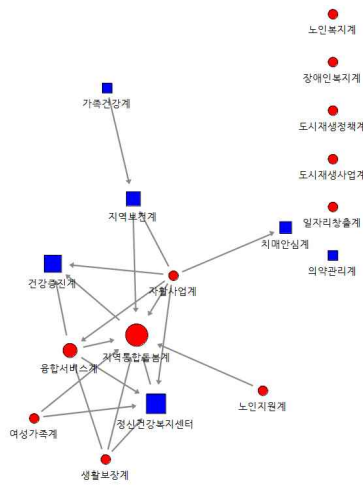 노인복지계
장애인복지계
가족건강계
도시재생정책계
도시재생사업계
지역보건계
일자리창출계
치매안심계
건강증진계
자활사업계
의약관리계
지역통합돌봄계
융합서비스계
노인지원계
정신건강복지센터
여성가족계
생활보장계